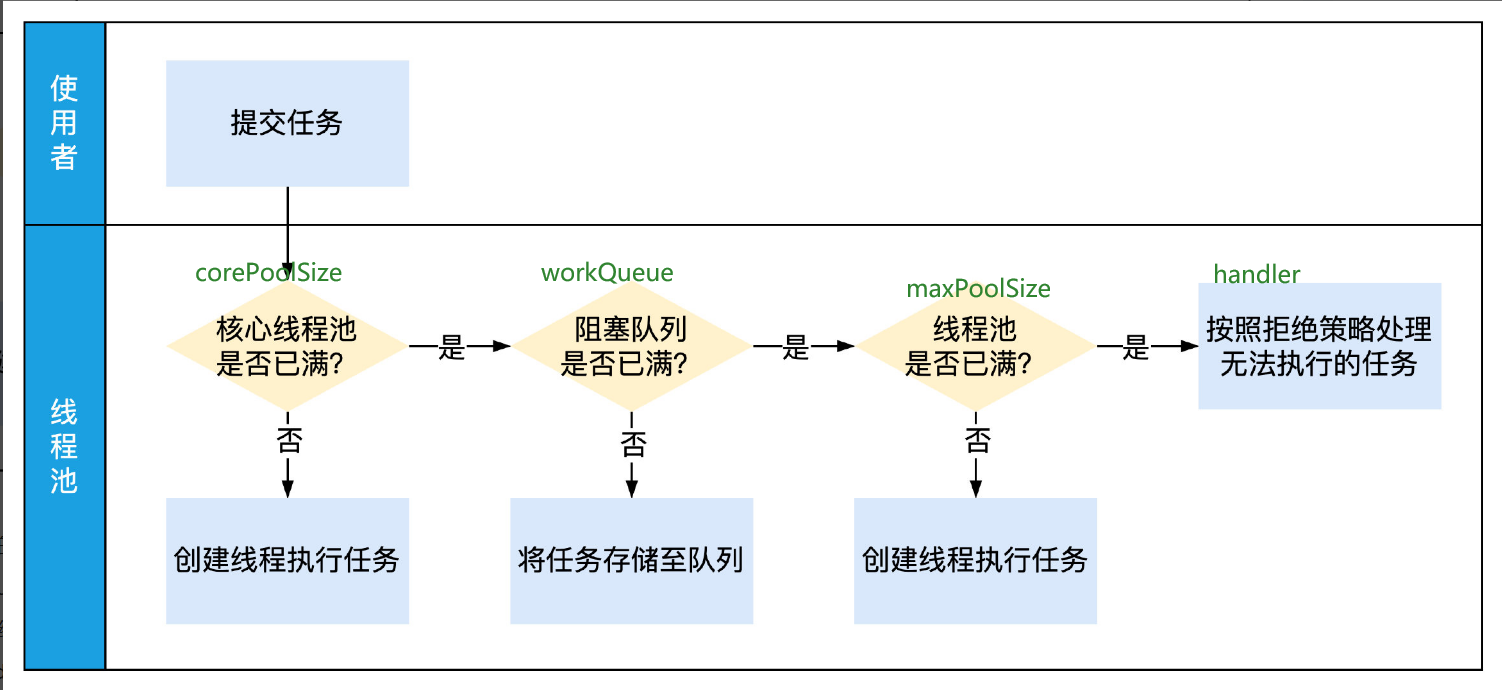 使用者
提交任务
线程池
corePoolSize
核心线程池
是否已满?
是
workQueue
阻塞队列
是否已满?
是
maxPoolSize
线程池
是否已满?
是
handler
按照拒绝策略处理
无法执行的任务
否
否
否
创建线程执行任务
将任务存储至队列
创建线程执行任务